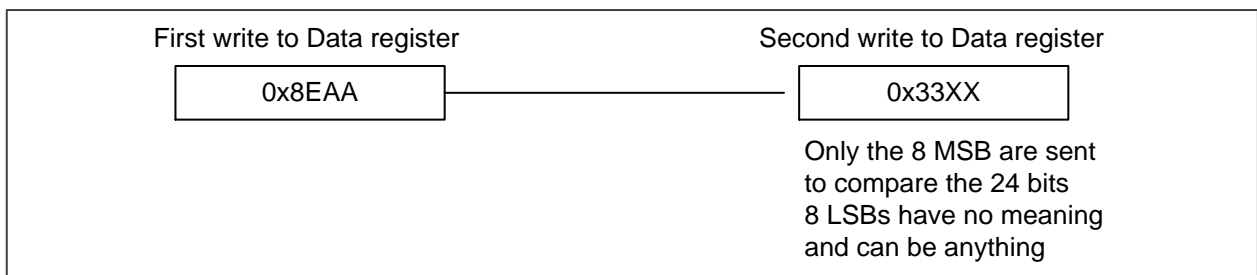 First write to Data register
Second write to Data register
0x8EAA
0x33XX
Only the 8 MSB are sent
to compare the 24 bits
8 LSBs have no meaning
and can be anything